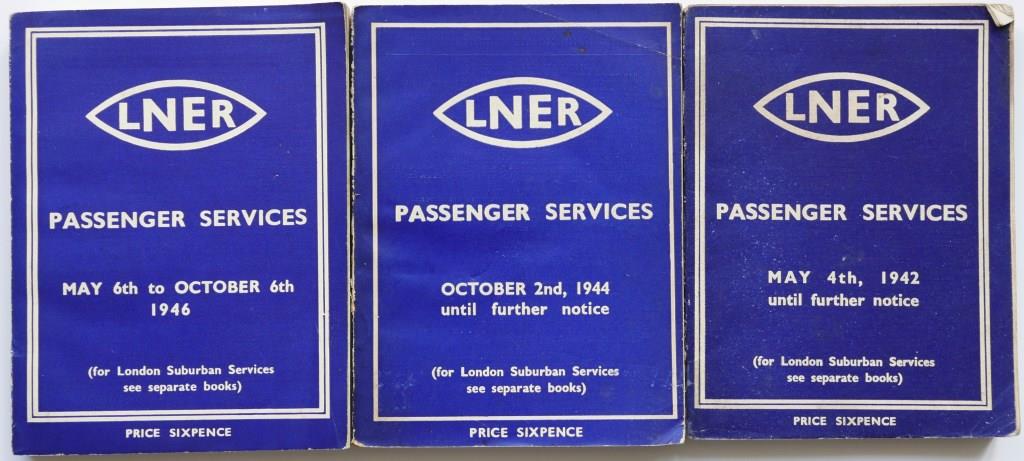 LNER
PASSENGER SERVICES
MAY 6th to OCTOBER 6th
1946
(for London Suburban Services
see separate books)
PRICE SIXPENCE
LNER
PASSENGER SERVICES
OCTOBER 2nd, 1944
until further notice
(for London Suburban Services
see separate books)
PRICE SIXPENCE
LNER
PASSENGER SERVICES
MAY 4th, 1942
until further notice
(for London Suburban Services
see separate books)
PRICE SIXPENCE